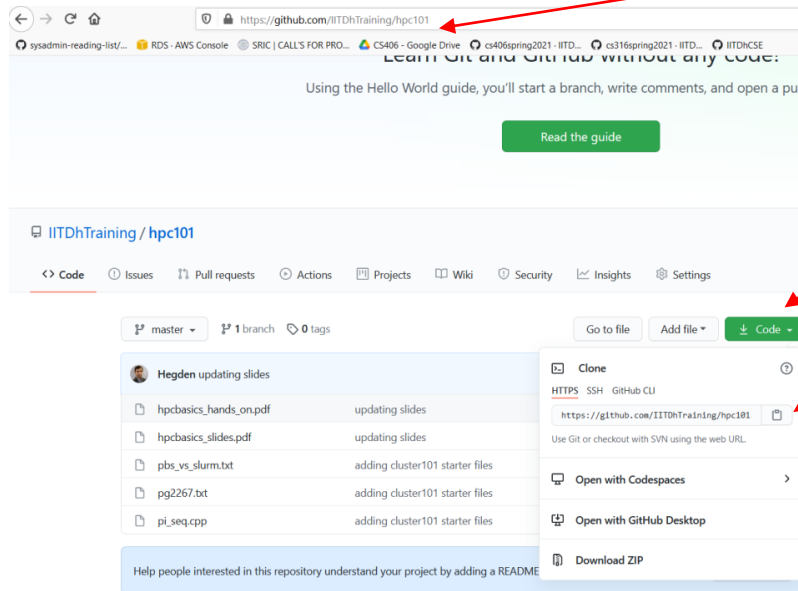 https://github.com/IITDhTraining/hpc101
sysadmin-reading-list/... RDS · AWS Console SRIC | CALL'S FOR PRO... CS406 - Google Drive cs406spring2021 · IITD... cs316spring2021 · IITD... IITDhCSE
Learn Git and GitHub without any code!
Using the Hello World guide, you'll start a branch, write comments, and open a pu
Read the guide
IITDhTraining / hpc101
<> Code Issues Pull requests Actions Projects Wiki Security Insights Settings
master 1 branch 0 tags Go to file Add file Code
Hegden updating slides
hpcbasics_hands_on.pdf updating slides
hpcbasics_slides.pdf updating slides
pbs_vs_slurm.txt adding cluster101 starter files
pg2267.txt adding cluster101 starter files
pi_seq.cpp adding cluster101 starter files
Help people interested in this repository understand your project by adding a README
Clone
HTTPS SSH GitHub CLI
https://github.com/IITDhTraining/hpc101
Use Git or checkout with SVN using the web URL.
Open with Codespaces
Open with GitHub Desktop
Download ZIP